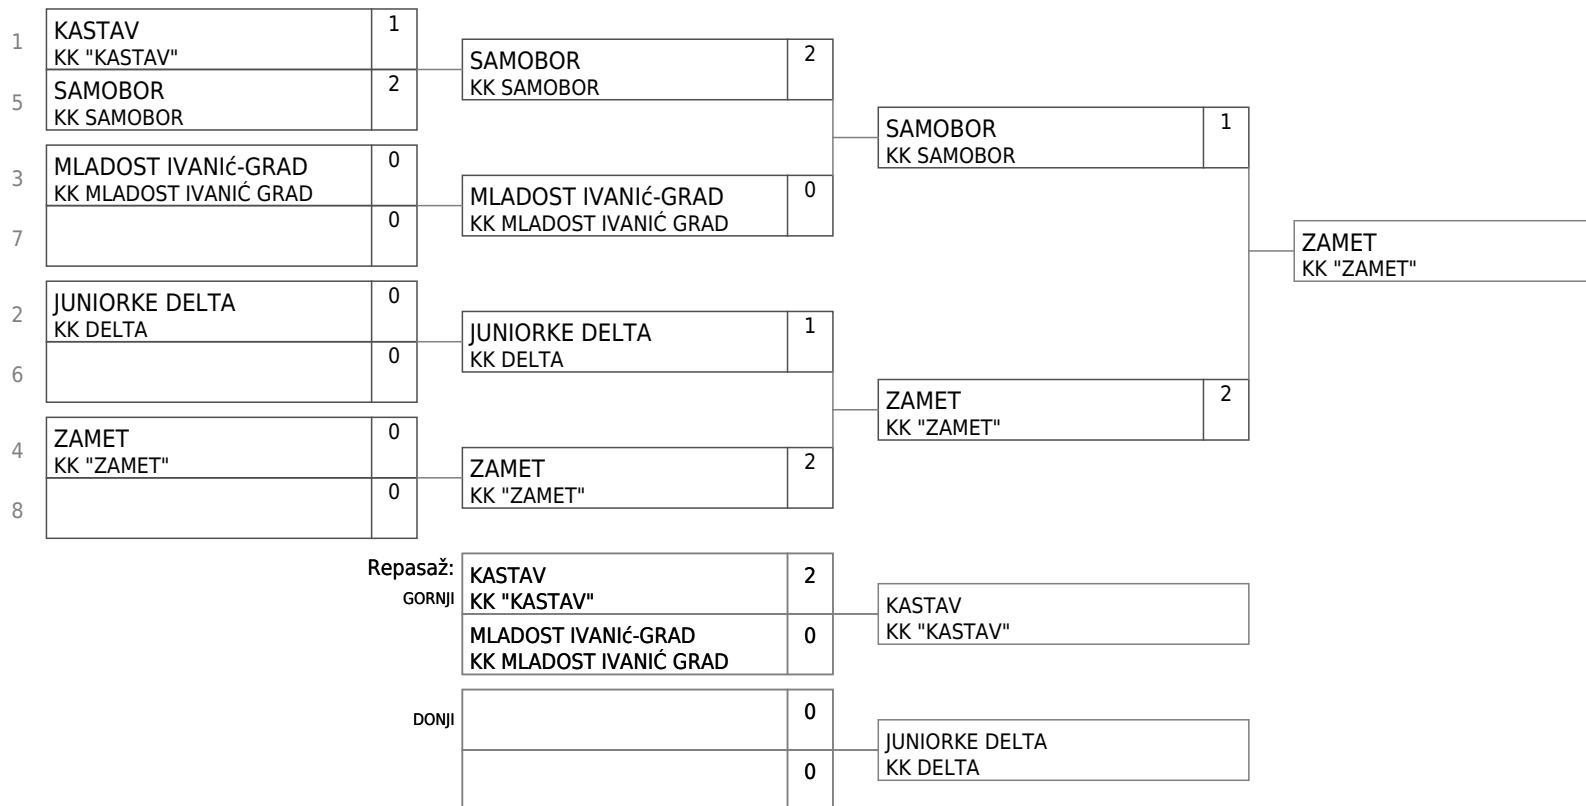 1
KASTAV
KK "KASTAV"
1
5
SAMOBOR
KK SAMOBOR
2
3
MLADOST IVANIć-GRAD
KK MLADOST IVANIĆ GRAD
0
7
0
2
JUNIORKE DELTA
KK DELTA
0
6
0
4
ZAMET
KK "ZAMET"
0
8
0
SAMOBOR
KK SAMOBOR
2
MLADOST IVANIć-GRAD
KK MLADOST IVANIĆ GRAD
0
JUNIORKE DELTA
KK DELTA
1
ZAMET
KK "ZAMET"
2
SAMOBOR
KK SAMOBOR
1
ZAMET
KK "ZAMET"
2
ZAMET
KK "ZAMET"
Repasaž:
GORNJI
KASTAV
KK "KASTAV"
2
MLADOST IVANIć-GRAD
KK MLADOST IVANIĆ GRAD
0
KASTAV
KK "KASTAV"
DONJI
0
0
JUNIORKE DELTA
KK DELTA